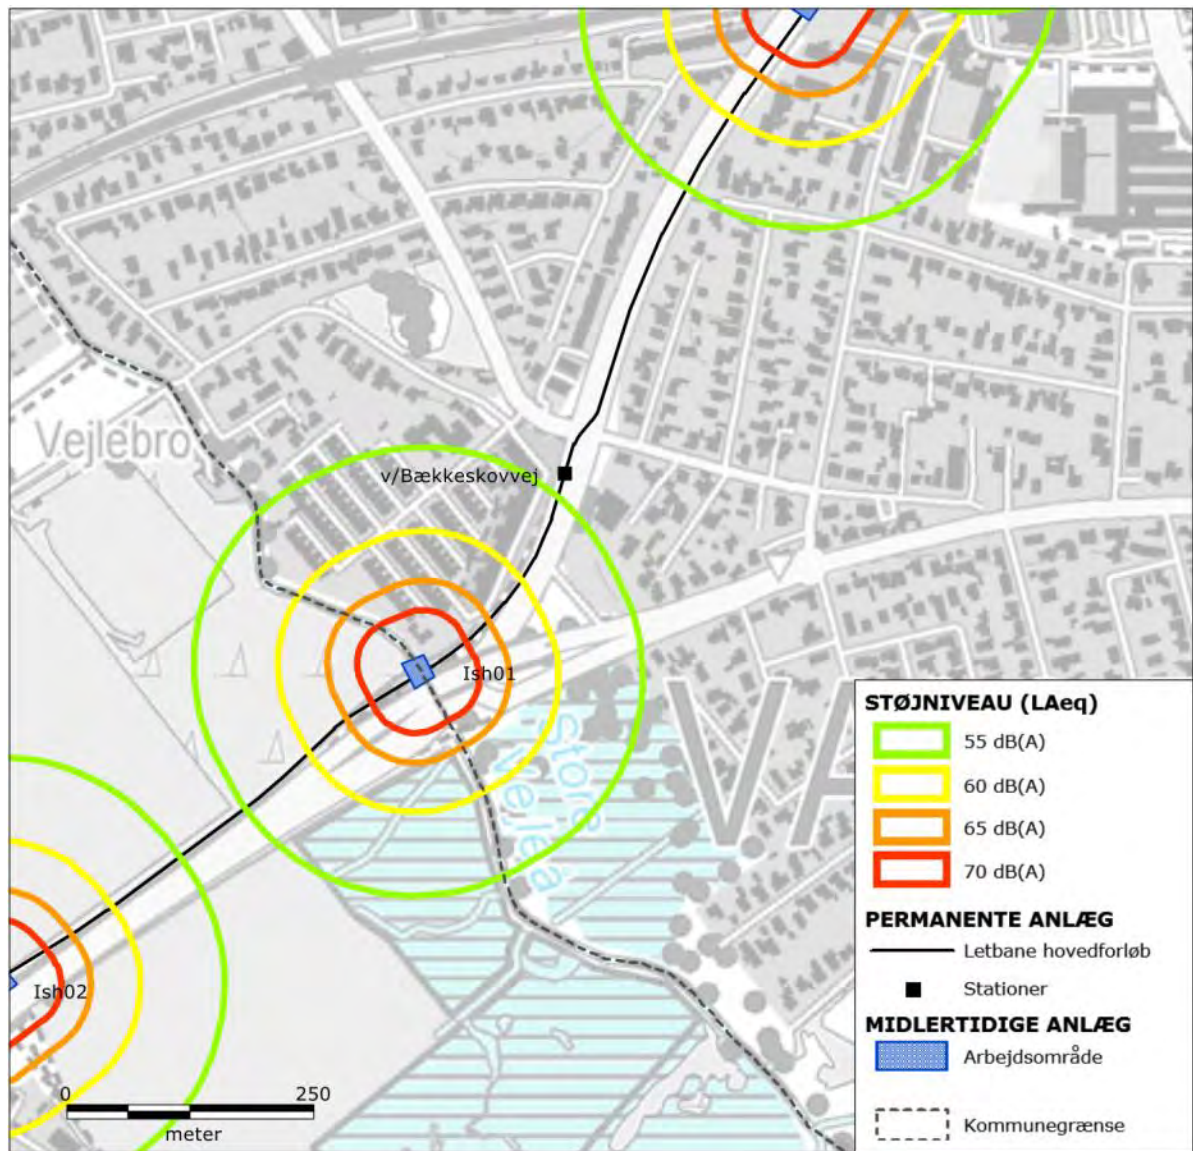 Vejlebro
v/Bækkeskovvej
Ish01
Store
Vejleå
VA
Ish02
0 250
meter
STØJNIVEAU (LAeq)
55 dB(A)
60 dB(A)
65 dB(A)
70 dB(A)
PERMANENTE ANLÆG
Letbane hovedforløb
Stationer
MIDLERTIDIGE ANLÆG
Arbejdsområde
Kommunegrænse